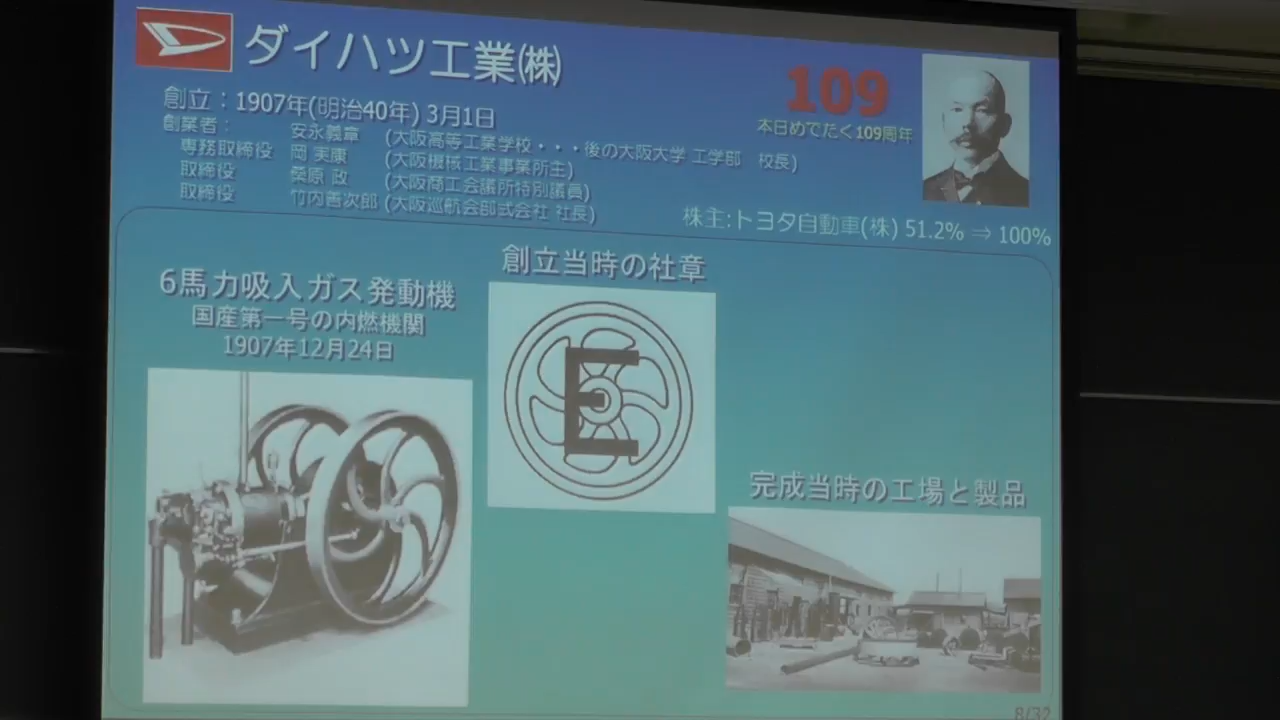 ダイハツ工業㈱
109
本日めでたく109周年
創立：1907年(明治40年) 3月1日
創業者： 安永義章 (大阪高等工業学校・・・後の大阪大学 工学部 校長)
専務取締役 岡 実康 (大阪機械工業事業所主)
取締役 桑原 政 (大阪商工会議所特別議員)
取締役 竹内善次郎 (大阪巡航会部式会社 社長)
株主:トヨタ自動車(株) 51.2% ⇒ 100%
6馬力吸入ガス発動機
国産第一号の内燃機関
1907年12月24日
創立当時の社章
E
完成当時の工場と製品
8/32